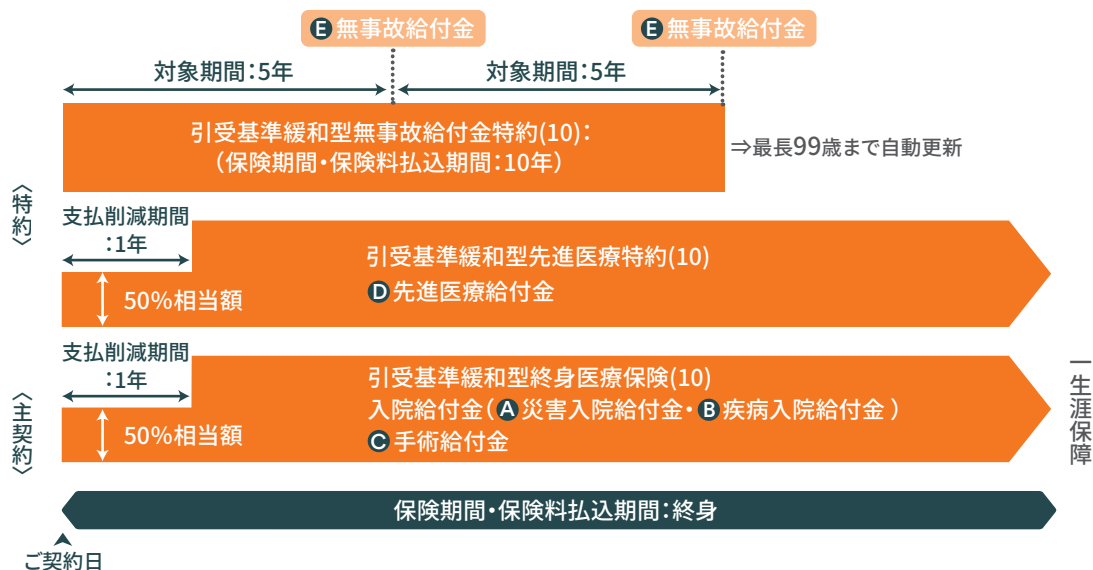 E 無事故給付金
E 無事故給付金
対象期間：5年
対象期間：5年
引受基準緩和型無事故給付金特約(10)：
（保険期間・保険料払込期間：10年）
⇒最長99歳まで自動更新
〈特約〉
支払削減期間
：1年
50％相当額
引受基準緩和型先進医療特約(10)
D 先進医療給付金
〈主契約〉
支払削減期間
：1年
50％相当額
引受基準緩和型終身医療保険(10)
入院給付金（A 災害入院給付金・B 疾病入院給付金 ）
C 手術給付金
一生涯保障
保険期間・保険料払込期間：終身
ご契約日